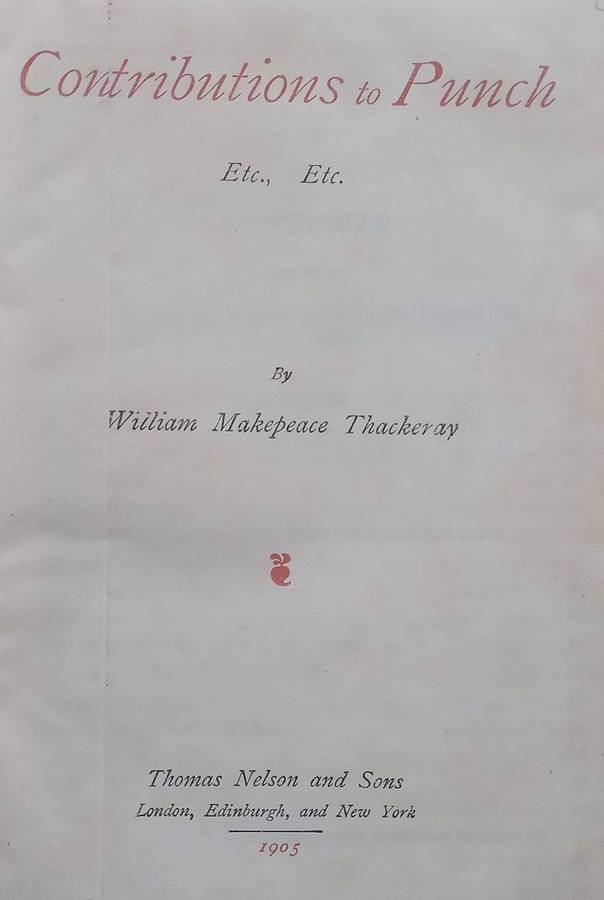 Contributions to Punch
Etc., Etc.
By
William Makepeace Thackeray
Thomas Nelson and Sons
London, Edinburgh, and New York
1905